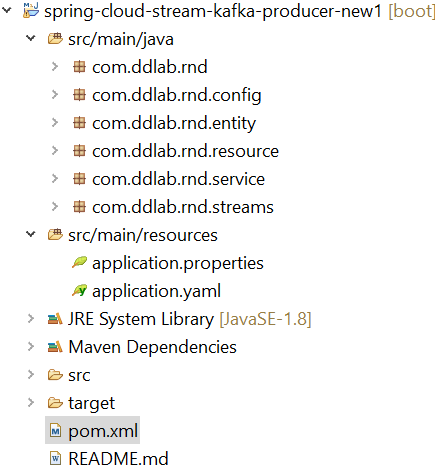 spring-cloud-stream-kafka-producer-new1 [boot]
src/main/java
com.ddlab.rnd
com.ddlab.rnd.config
com.ddlab.rnd.entity
com.ddlab.rnd.resource
com.ddlab.rnd.service
com.ddlab.rnd.streams
src/main/resources
application.properties
application.yaml
JRE System Library [JavaSE-1.8]
Maven Dependencies
src
target
pom.xml
README.md